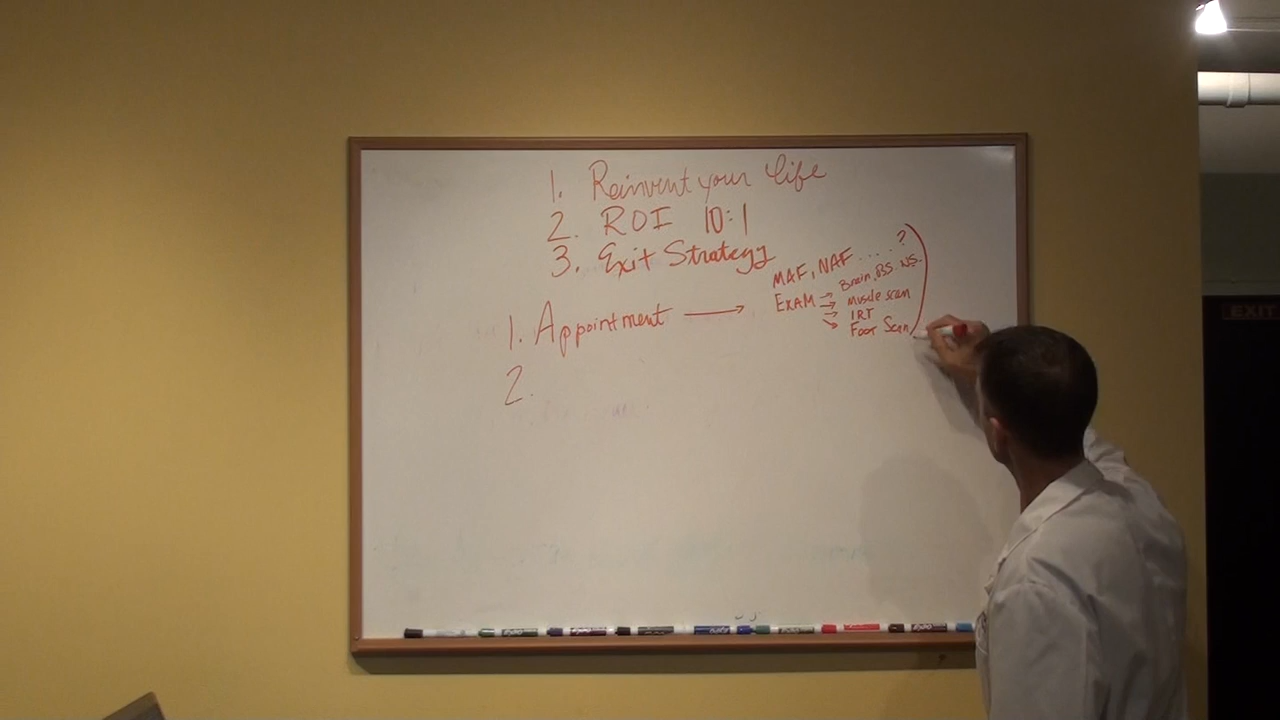 1. Reinvent your life
2. ROI 10:1
3. Exit Strategy
MAF, NAF .... ?
1. Appointment → EXAM → Brain, BS. NS.
→ Muscle scan
→ IRT
→ Foot Scan
2.
EXIT